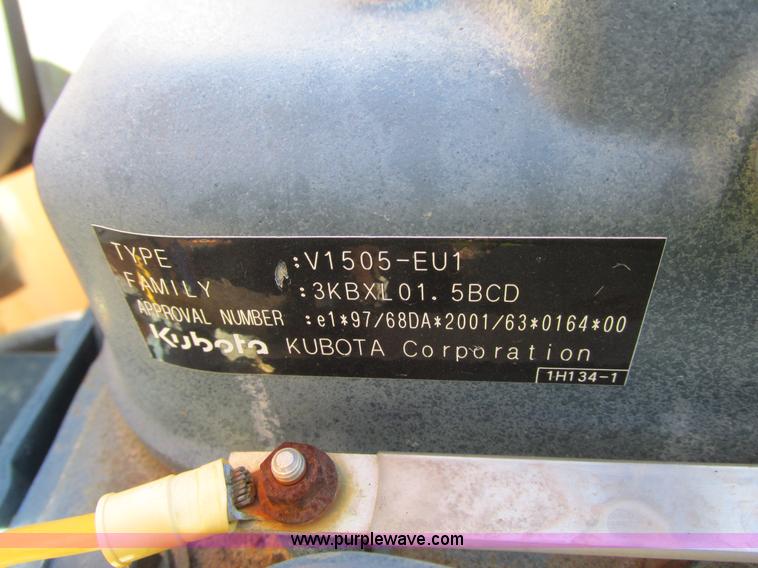 TYPE :V1505-EU1
FAMILY :3KBXL01.5BCD
APPROVAL NUMBER :e1*97/68DA*2001/63*0164*00
Kubota KUBOTA Corporation
1H134-1
www.purplewave.com